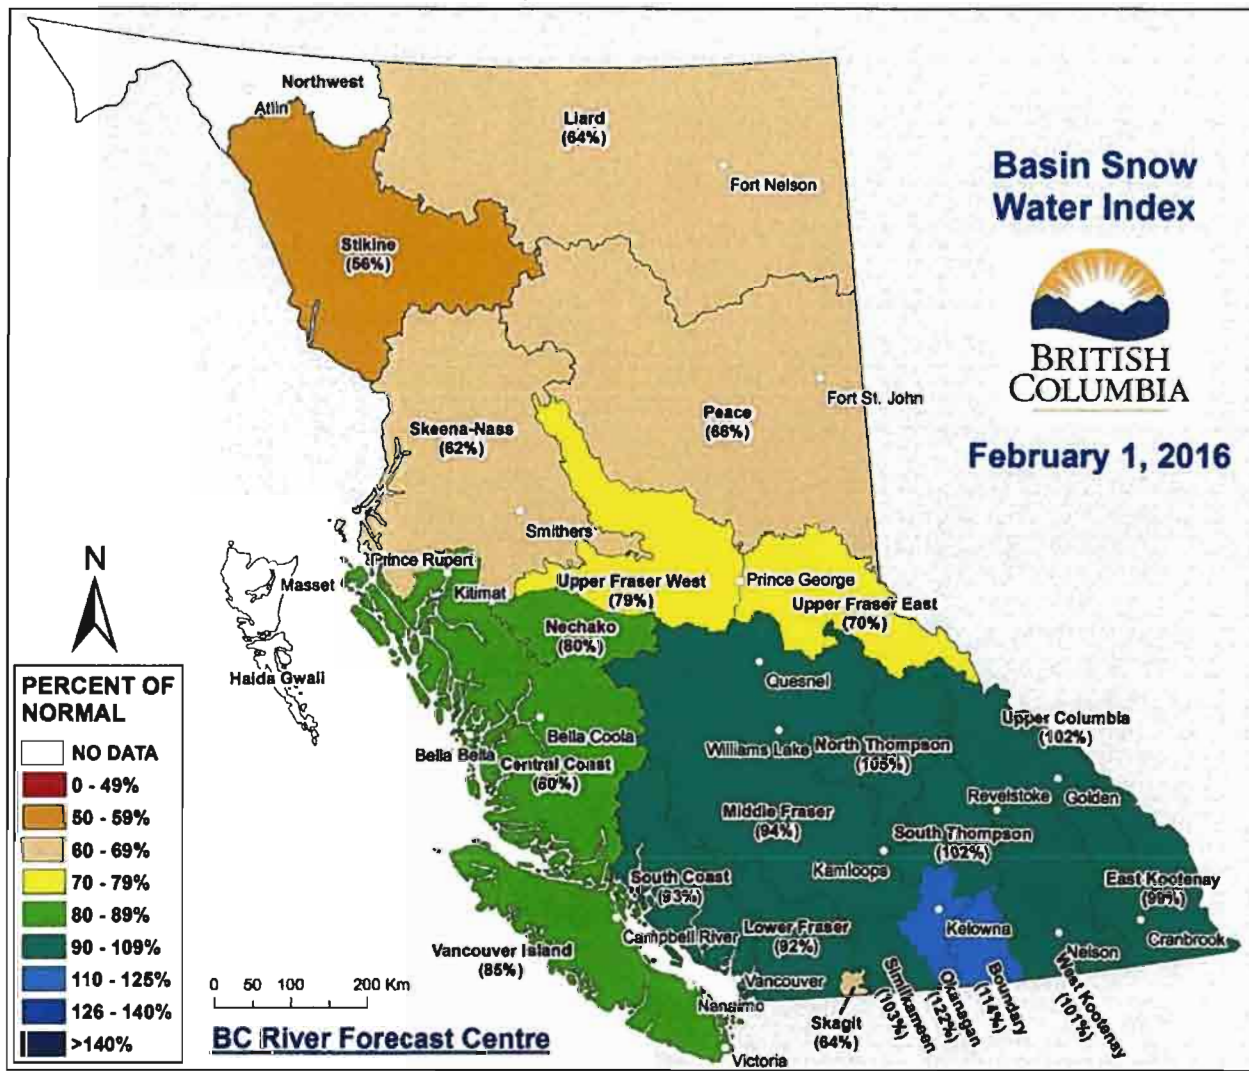 Northwest
Atlin
Liard
(64%)
Fort Nelson
Basin Snow
Water Index
BRITISH
COLUMBIA
February 1, 2016
Stikine
(56%)
Fort St. John
Peace
(68%)
Skeena-Nass
(62%)
Smithers
Prince Rupert
Masset
Kitimat
Upper Fraser West
(79%)
Prince George
Upper Fraser East
(70%)
Nechako
(80%)
Haida Gwaii
Quesnel
Upper Columbia
(102%)
Bella Coola
Bella Bella
Central Coast
(80%)
Williams Lake
North Thompson
(105%)
Revelstoke
Golden
Middle Fraser
(94%)
South Thompson
(102%)
Kamloops
South Coast
(93%)
East Kootenay
(99%)
Cranbrook
Campbell River
Lower Fraser
(92%)
Kelowna
Nelson
Vancouver Island
(85%)
Vancouver
Nanaimo
Victoria
Skagit
(64%)
Similkameen
(103%)
Okanagan
(122%)
Boundary
(114%)
West Kootenay
(101%)
N
PERCENT OF
NORMAL
NO DATA
0 - 49%
50 - 59%
60 - 69%
70 - 79%
80 - 89%
90 - 109%
110 - 125%
126 - 140%
>140%
0 50 100 200 Km
BC River Forecast Centre